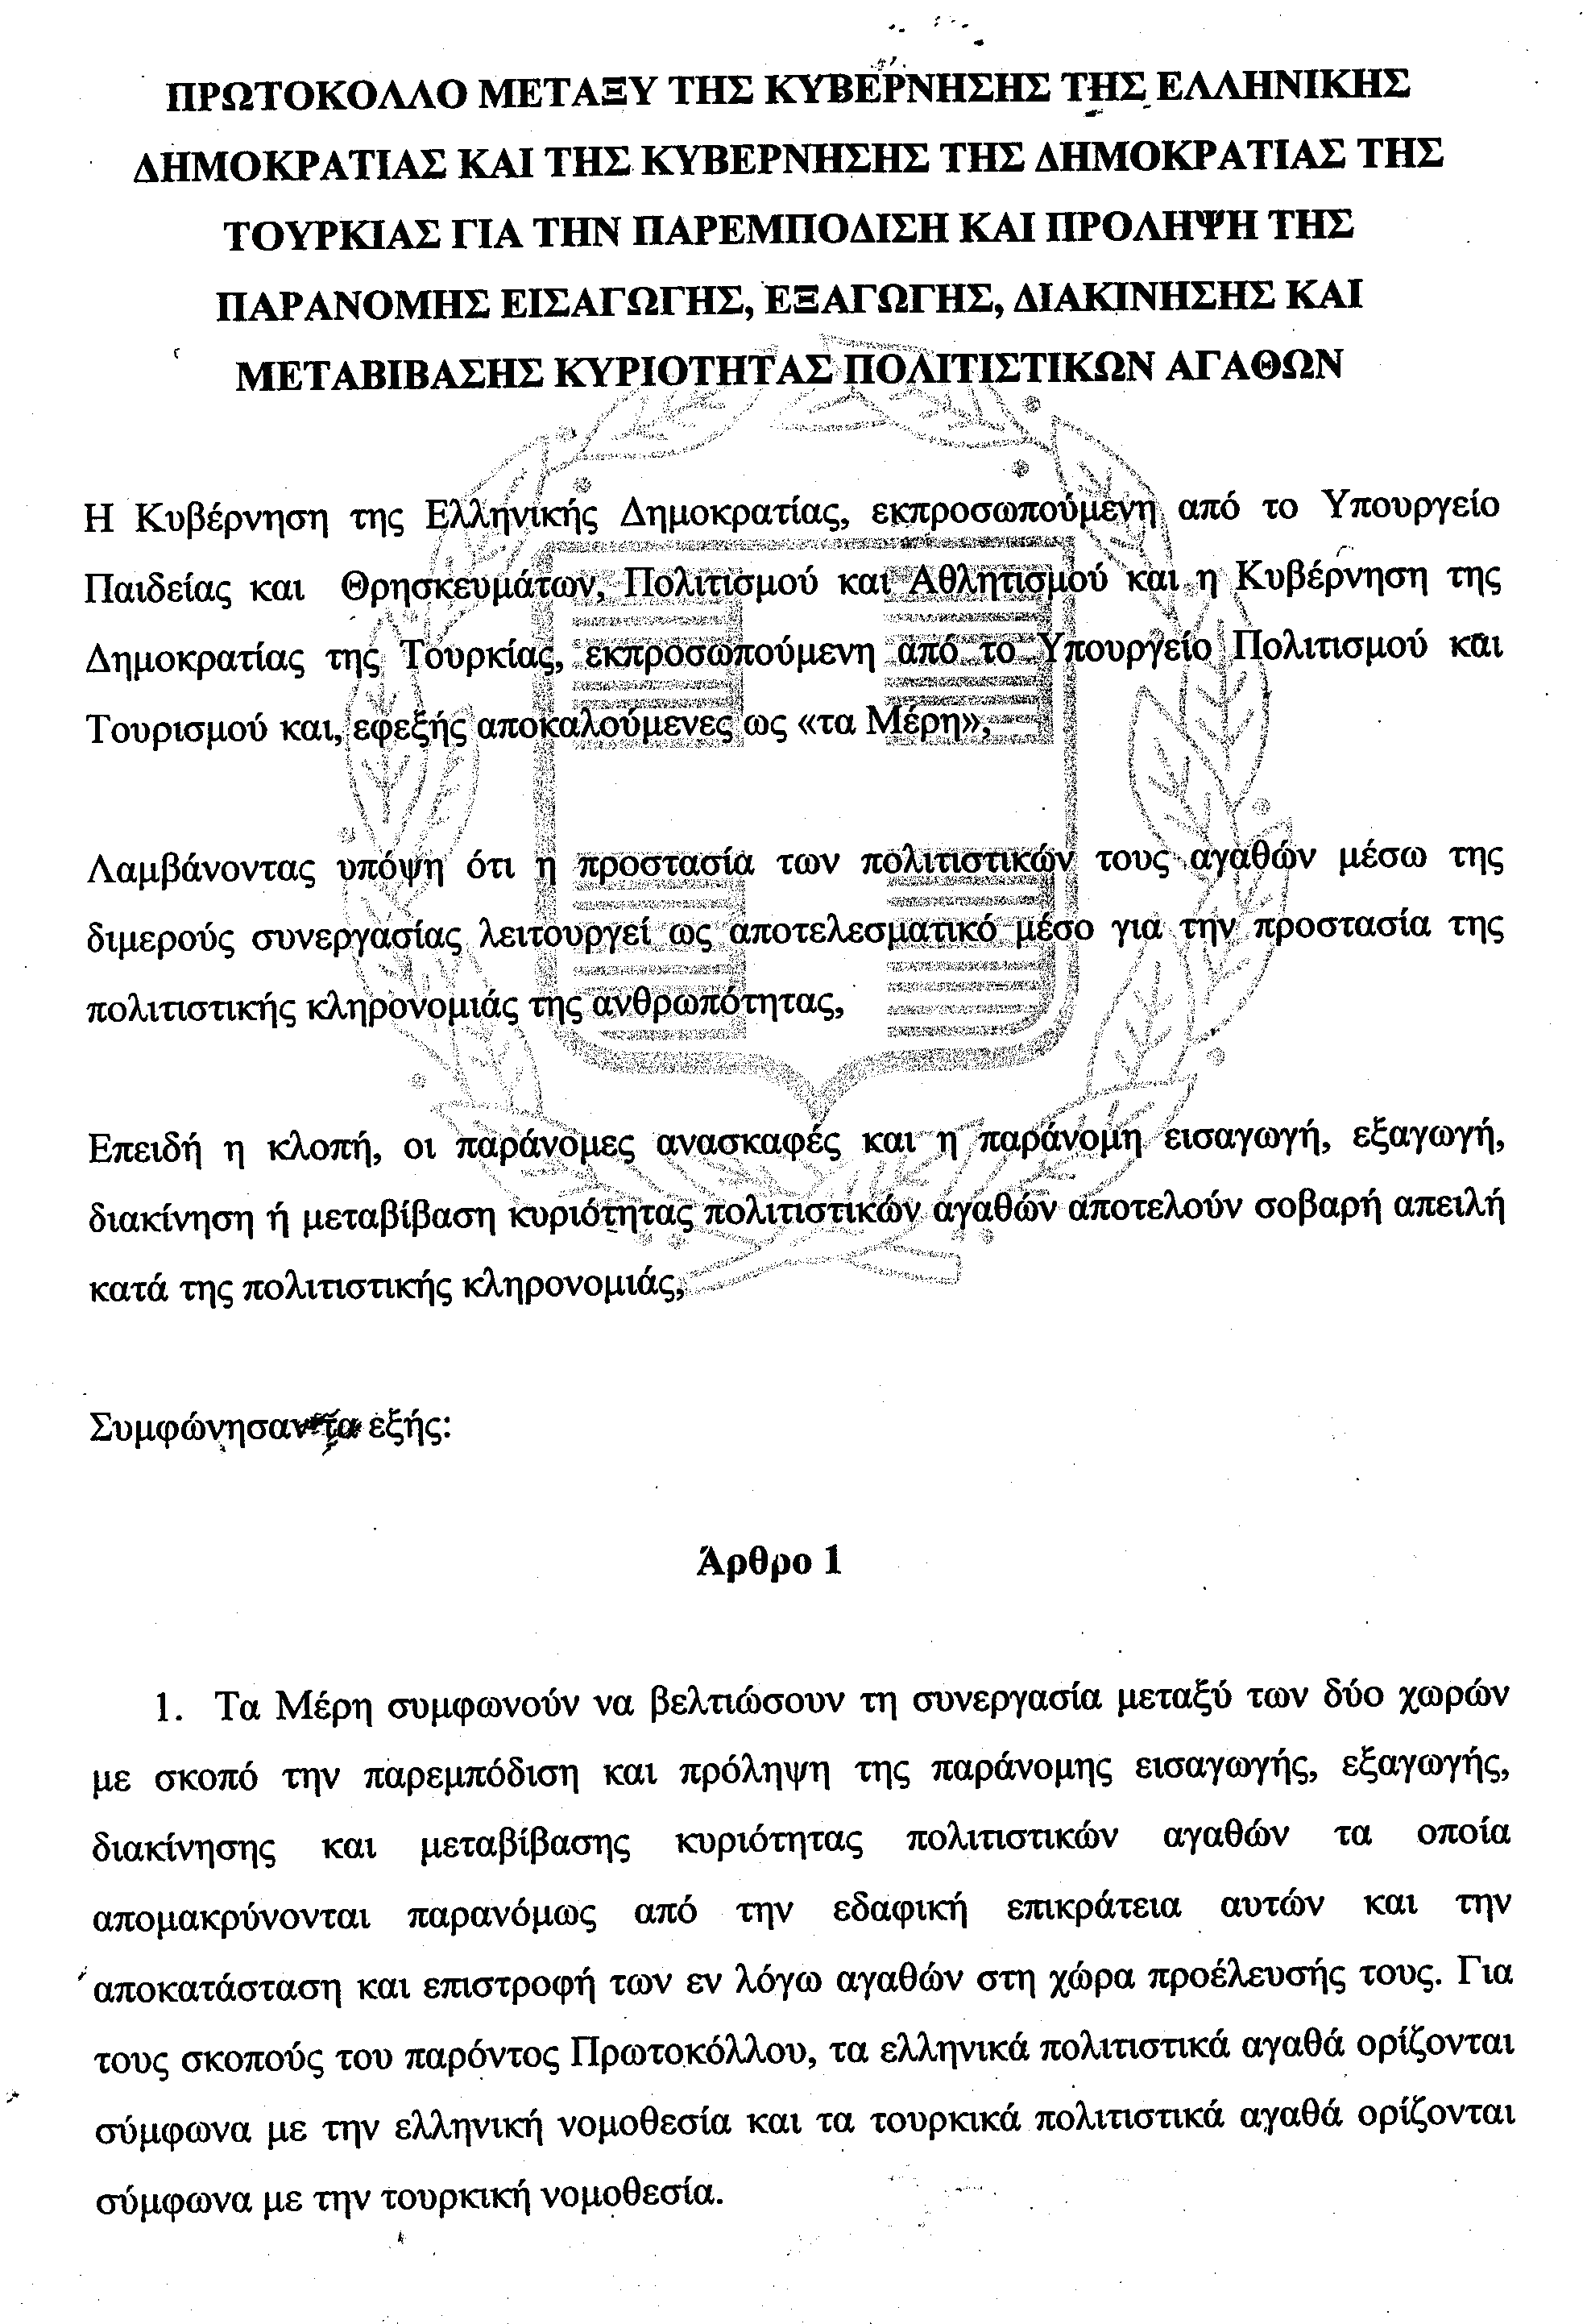 ΠΡΩΤΟΚΟΛΛΟ ΜΕΤΑΞΥ ΤΗΣ ΚΥΒΕΡΝΗΣΗΣ ΤΗΣ ΕΛΛΗΝΙΚΗΣ
ΔΗΜΟΚΡΑΤΙΑΣ ΚΑΙ ΤΗΣ ΚΥΒΕΡΝΗΣΗΣ ΤΗΣ ΔΗΜΟΚΡΑΤΙΑΣ ΤΗΣ
ΤΟΥΡΚΙΑΣ ΓΙΑ ΤΗΝ ΠΑΡΕΜΠΟΔΙΣΗ ΚΑΙ ΠΡΟΛΗΨΗ ΤΗΣ
ΠΑΡΑΝΟΜΗΣ ΕΙΣΑΓΩΓΗΣ, ΕΞΑΓΩΓΗΣ, ΔΙΑΚΙΝΗΣΗΣ ΚΑΙ
ΜΕΤΑΒΙΒΑΣΗΣ ΚΥΡΙΟΤΗΤΑΣ ΠΟΛΙΤΙΣΤΙΚΩΝ ΑΓΑΘΩΝ
Η Κυβέρνηση της Ελληνικής Δημοκρατίας, εκπροσωπούμενη από το Υπουργείο
Παιδείας και Θρησκευμάτων, Πολιτισμού και Αθλητισμού και η Κυβέρνηση της
Δημοκρατίας της Τουρκίας, εκπροσωπούμενη από το Υπουργείο Πολιτισμού και
Τουρισμού και, εφεξής αποκαλούμενες ως «τα Μέρη»,
Λαμβάνοντας υπόψη ότι η προστασία των πολιτιστικών τους αγαθών μέσω της
διμερούς συνεργασίας λειτουργεί ως αποτελεσματικό μέσο για την προστασία της
πολιτιστικής κληρονομιάς της ανθρωπότητας,
Επειδή η κλοπή, οι παράνομες ανασκαφές και η παράνομη εισαγωγή, εξαγωγή,
διακίνηση ή μεταβίβαση κυριότητας πολιτιστικών αγαθών αποτελούν σοβαρή απειλή
κατά της πολιτιστικής κληρονομιάς,
Συμφώνησαν τα εξής:
Άρθρο 1
1. Τα Μέρη συμφωνούν να βελτιώσουν τη συνεργασία μεταξύ των δύο χωρών
με σκοπό την παρεμπόδιση και πρόληψη της παράνομης εισαγωγής, εξαγωγής,
διακίνησης και μεταβίβασης κυριότητας πολιτιστικών αγαθών τα οποία
απομακρύνονται παρανόμως από την εδαφική επικράτεια αυτών και την
αποκατάσταση και επιστροφή των εν λόγω αγαθών στη χώρα προέλευσής τους. Για
τους σκοπούς του παρόντος Πρωτοκόλλου, τα ελληνικά πολιτιστικά αγαθά ορίζονται
σύμφωνα με την ελληνική νομοθεσία και τα τουρκικά πολιτιστικά αγαθά ορίζονται
σύμφωνα με την τουρκική νομοθεσία.